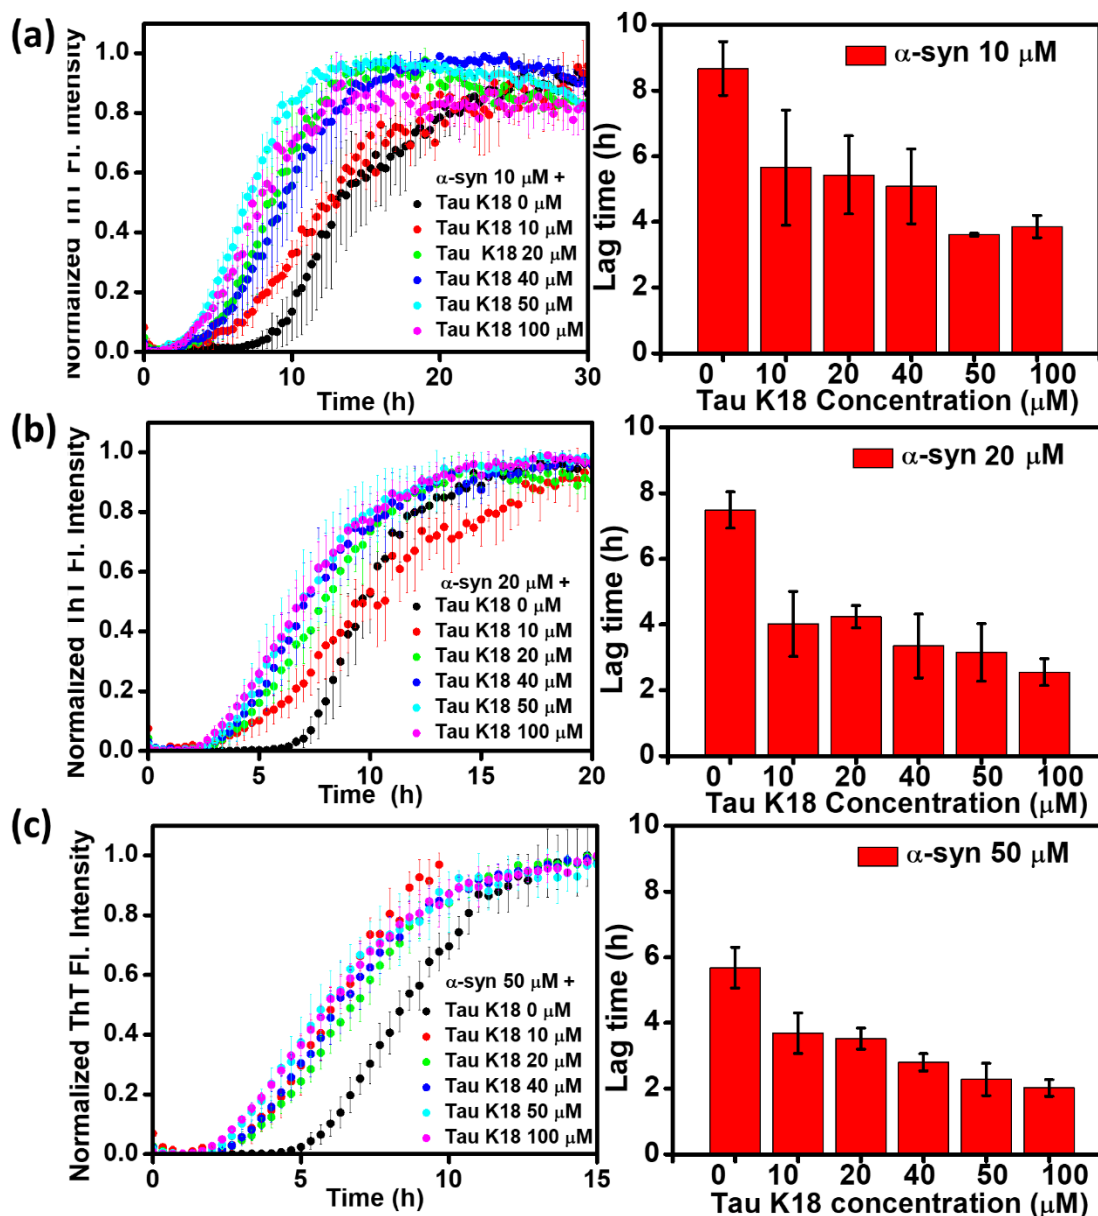 (a)
Normalized ThT Fl. Intensity
1.0
0.8
0.6
0.4
0.2
0.0
0 10 20 30
Time (h)
α-syn 10 μM +
Tau K18 0 μM
Tau K18 10 μM
Tau K18 20 μM
Tau K18 40 μM
Tau K18 50 μM
Tau K18 100 μM
Lag time (h)
10
8
6
4
2
0
α-syn 10 μM
0 10 20 40 50 100
Tau K18 Concentration (μM)
(b)
Normalized ThT Fl. Intensity
1.0
0.8
0.6
0.4
0.2
0.0
0 5 10 15 20
Time (h)
α-syn 20 μM +
Tau K18 0 μM
Tau K18 10 μM
Tau K18 20 μM
Tau K18 40 μM
Tau K18 50 μM
Tau K18 100 μM
Lag time (h)
10
8
6
4
2
0
α-syn 20 μM
0 10 20 40 50 100
Tau K18 Concentration (μM)
(c)
Normalized ThT Fl. Intensity
1.0
0.8
0.6
0.4
0.2
0.0
0 5 10 15
Time (h)
α-syn 50 μM +
Tau K18 0 μM
Tau K18 10 μM
Tau K18 20 μM
Tau K18 40 μM
Tau K18 50 μM
Tau K18 100 μM
Lag time (h)
10
8
6
4
2
0
α-syn 50 μM
0 10 20 40 50 100
Tau K18 concentration (μM)